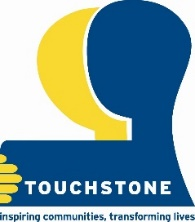 TOUCHSTONE
inspiring communities, transforming lives